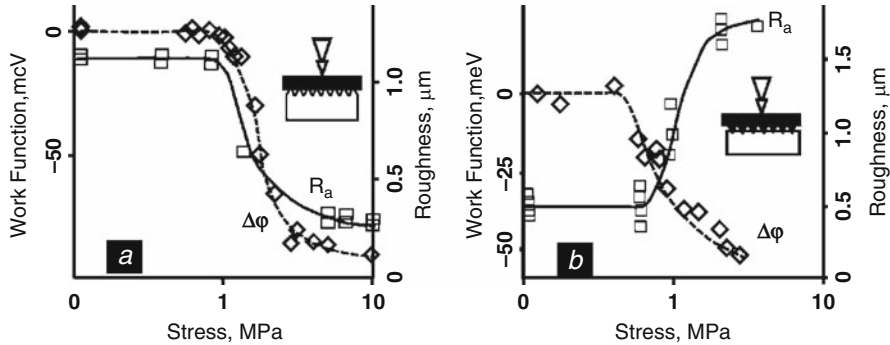 Work Function,mcV
0
−50
R_a
Δφ
a
1.0
0.5
0
Roughness, μm
0
1
10
Stress, MPa
Work Function,meV
0
−25
−50
R_a
Δφ
b
1.5
1.0
0.5
0
Roughness, μm
0
1
10
Stress, MPa